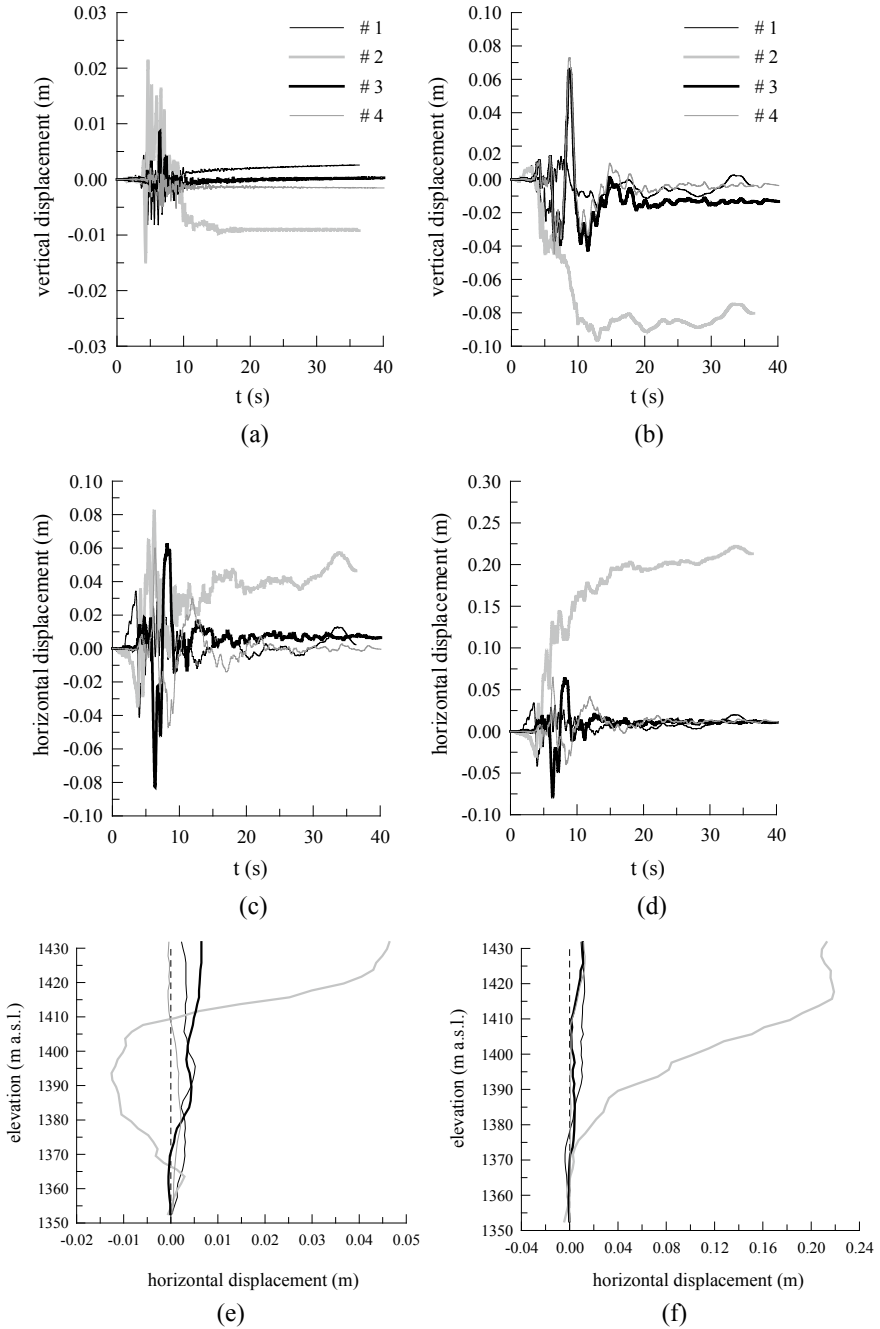 0.03
0.02
0.01
0.00
-0.01
-0.02
-0.03
vertical displacement (m)
0 10 20 30 40
t (s)
# 1
# 2
# 3
# 4
(a)
0.10
0.08
0.06
0.04
0.02
0.00
-0.02
-0.04
-0.06
-0.08
-0.10
vertical displacement (m)
0 10 20 30 40
t (s)
# 1
# 2
# 3
# 4
(b)
0.10
0.08
0.06
0.04
0.02
0.00
-0.02
-0.04
-0.06
-0.08
-0.10
horizontal displacement (m)
0 10 20 30 40
t (s)
(c)
0.30
0.25
0.20
0.15
0.10
0.05
0.00
-0.05
-0.10
horizontal displacement (m)
0 10 20 30 40
t (s)
(d)
1430
1420
1410
1400
1390
1380
1370
1360
1350
elevation (m a.s.l.)
-0.02 -0.01 0.00 0.01 0.02 0.03 0.04 0.05
horizontal displacement (m)
(e)
1430
1420
1410
1400
1390
1380
1370
1360
1350
elevation (m a.s.l.)
-0.04 0.00 0.04 0.08 0.12 0.16 0.20 0.24
horizontal displacement (m)
(f)